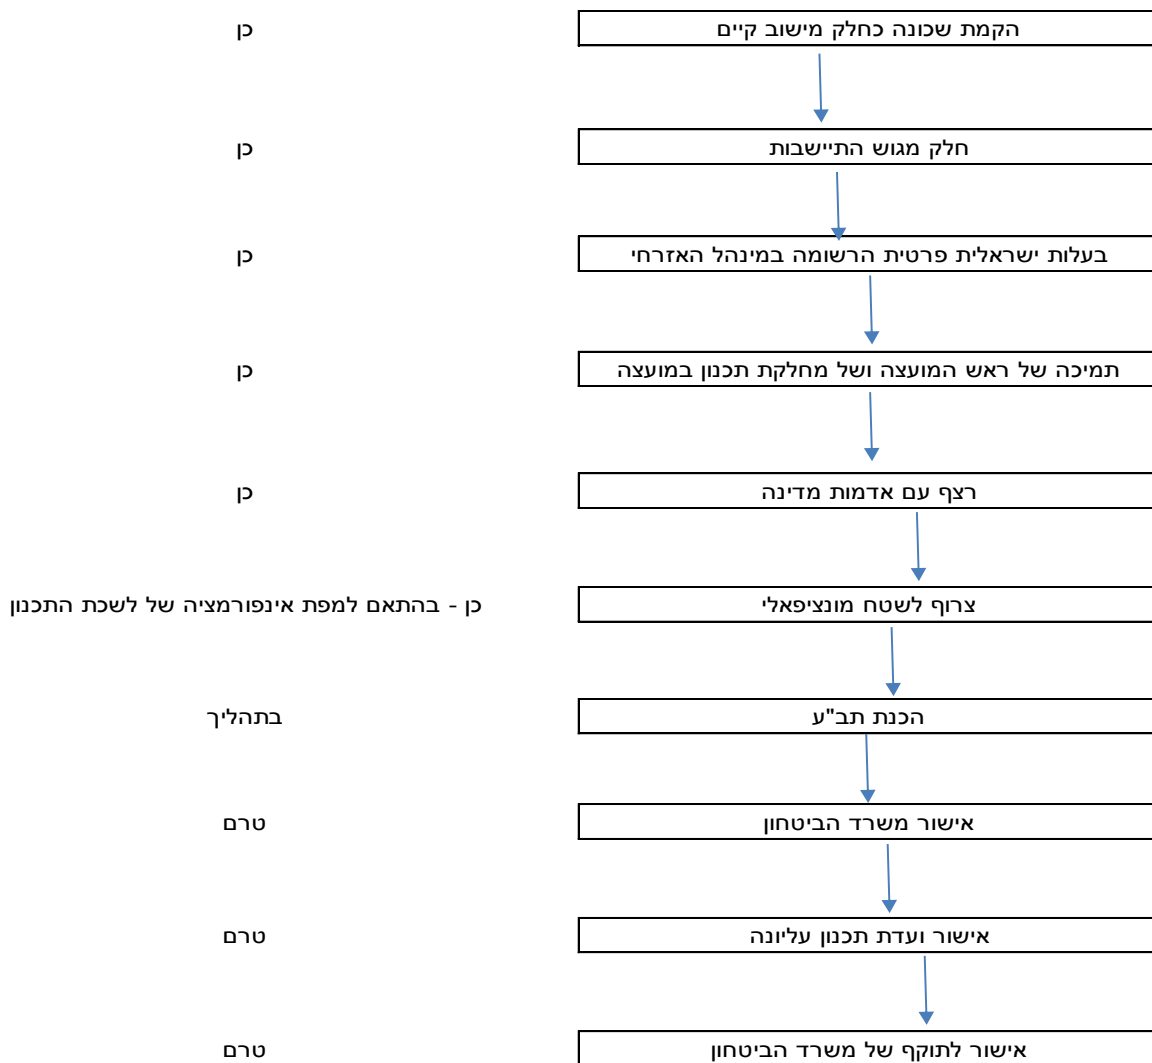 הקמת שכונה כחלק מישוב קיים
כן
חלק מגוש התיישבות
כן
בעלות ישראלית פרטית הרשומה במינהל האזרחי
כן
תמיכה של ראש המועצה ושל מחלקת תכנון במועצה
כן
רצף עם אדמות מדינה
כן
צרוף לשטח מונציפאלי
כן - בהתאם למפת אינפורמציה של לשכת התכנון
הכנת תב"ע
בתהליך
אישור משרד הביטחון
טרם
אישור ועדת תכנון עליונה
טרם
אישור לתוקף של משרד הביטחון
טרם